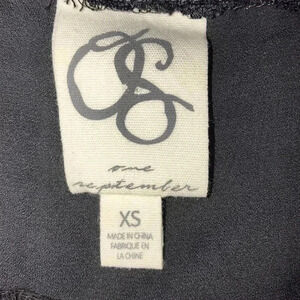 OS
one
september
XS
MADE IN CHINA
FABRIQUE EN
LA CHINE